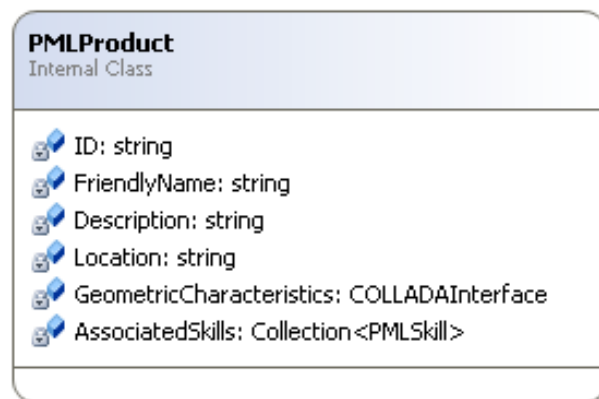 PMLProduct
Internal Class
ID: string
FriendlyName: string
Description: string
Location: string
GeometricCharacteristics: COLLADAInterface
AssociatedSkills: Collection<PMLSkill>